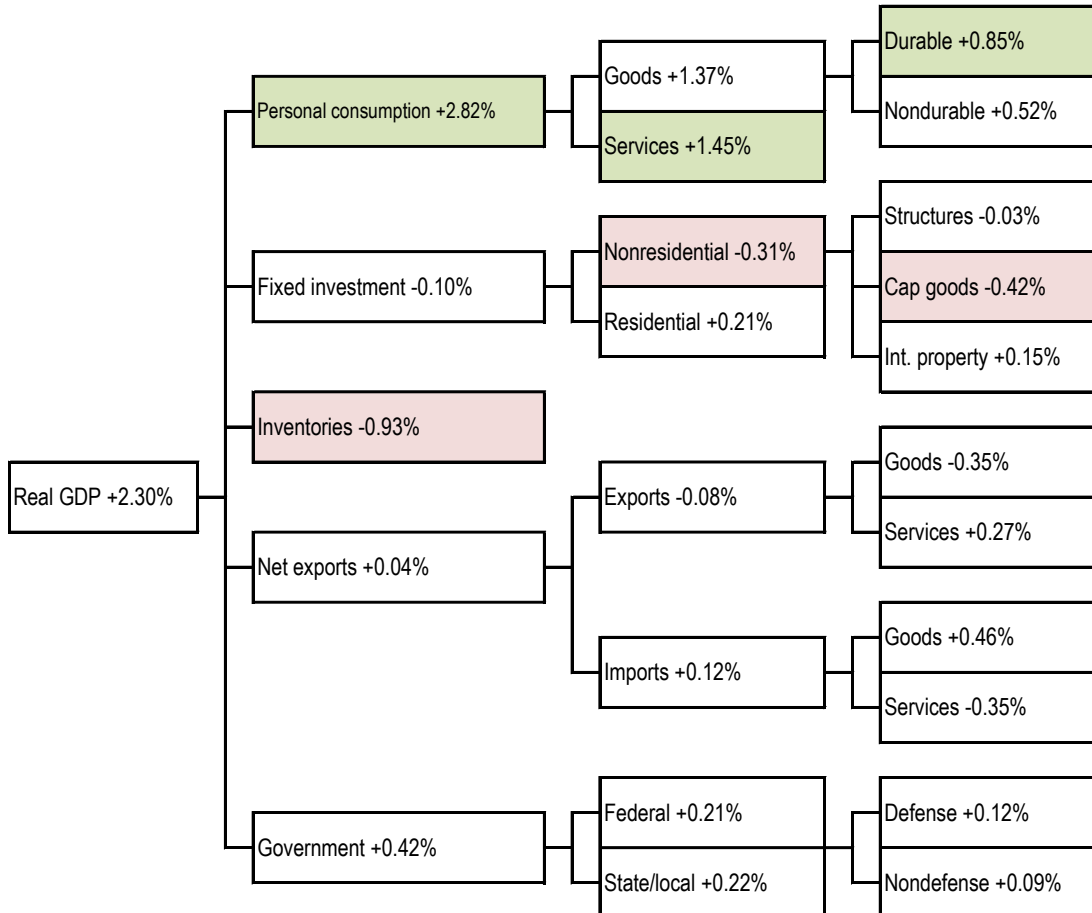 Real GDP +2.30%
Personal consumption +2.82%
Goods +1.37%
Durable +0.85%
Nondurable +0.52%
Services +1.45%
Fixed investment -0.10%
Nonresidential -0.31%
Structures -0.03%
Cap goods -0.42%
Int. property +0.15%
Residential +0.21%
Inventories -0.93%
Net exports +0.04%
Exports -0.08%
Goods -0.35%
Services +0.27%
Imports +0.12%
Goods +0.46%
Services -0.35%
Government +0.42%
Federal +0.21%
Defense +0.12%
Nondefense +0.09%
State/local +0.22%